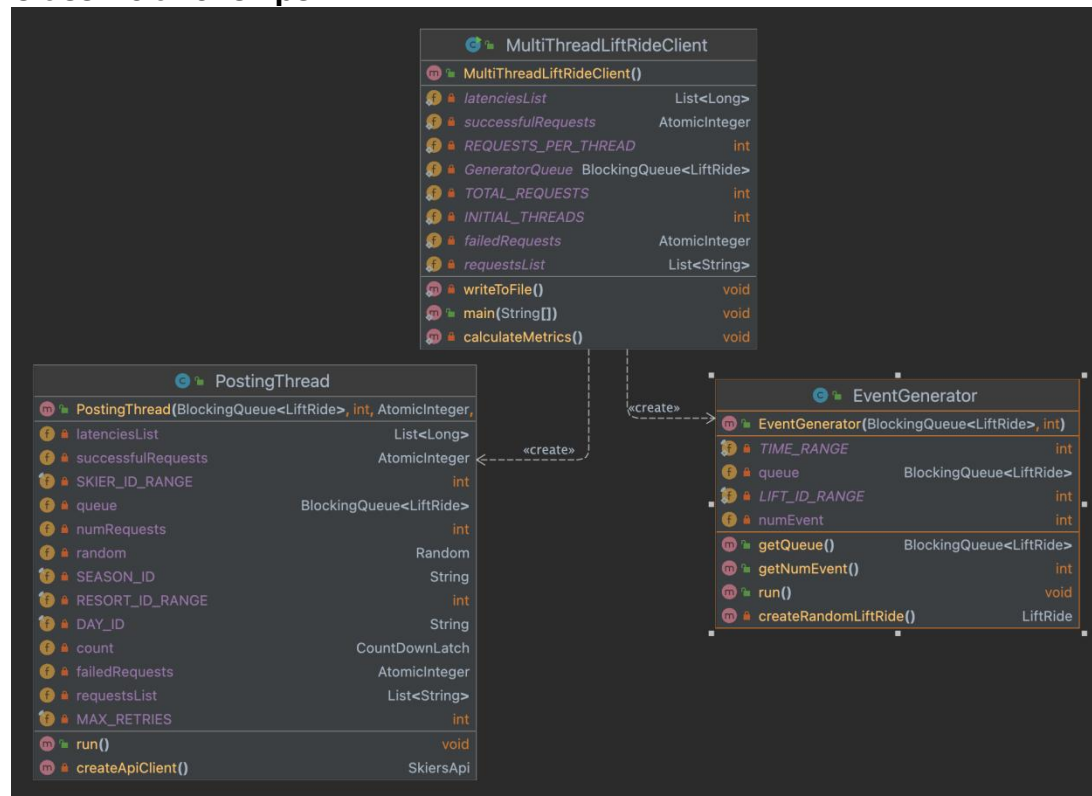 MultiThreadLiftRideClient
MultiThreadLiftRideClient()
latenciesList List<Long>
successfulRequests AtomicInteger
REQUESTS_PER_THREAD int
GeneratorQueue BlockingQueue<LiftRide>
TOTAL_REQUESTS int
INITIAL_THREADS int
failedRequests AtomicInteger
requestsList List<String>
writeToFile() void
main(String[]) void
calculateMetrics() void
PostingThread
PostingThread(BlockingQueue<LiftRide>, int, AtomicInteger,
latenciesList List<Long>
successfulRequests AtomicInteger
SKIER_ID_RANGE int
queue BlockingQueue<LiftRide>
numRequests int
random Random
SEASON_ID String
RESORT_ID_RANGE int
DAY_ID String
count CountDownLatch
failedRequests AtomicInteger
requestsList List<String>
MAX_RETRIES int
run() void
createApiClient() SkiersApi
«create»
«create»
EventGenerator
EventGenerator(BlockingQueue<LiftRide>, int)
TIME_RANGE int
queue BlockingQueue<LiftRide>
LIFT_ID_RANGE int
numEvent int
getQueue() BlockingQueue<LiftRide>
getNumEvent() int
run() void
createRandomLiftRide() LiftRide